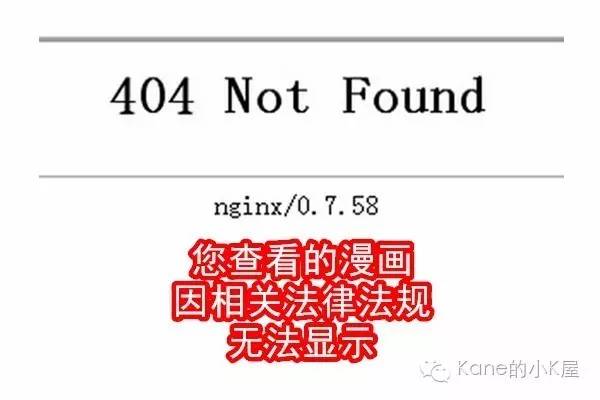 404 Not Found
nginx/0.7.58
您查看的漫画
因相关法律法规
无法显示
Kane的小K屋